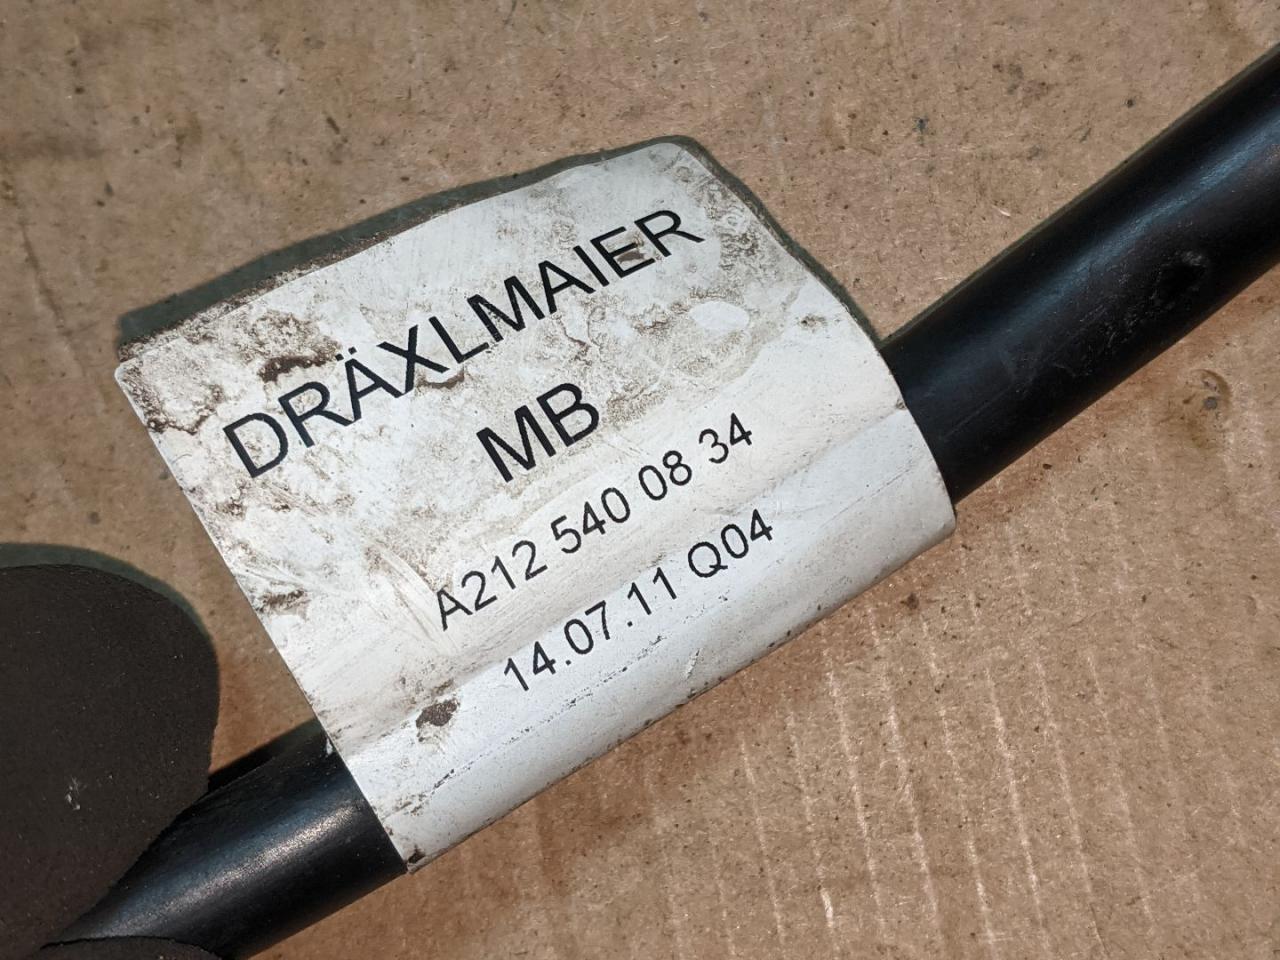 DRÄXLMAIER
MB
A212 540 08 34
14.07.11 Q04